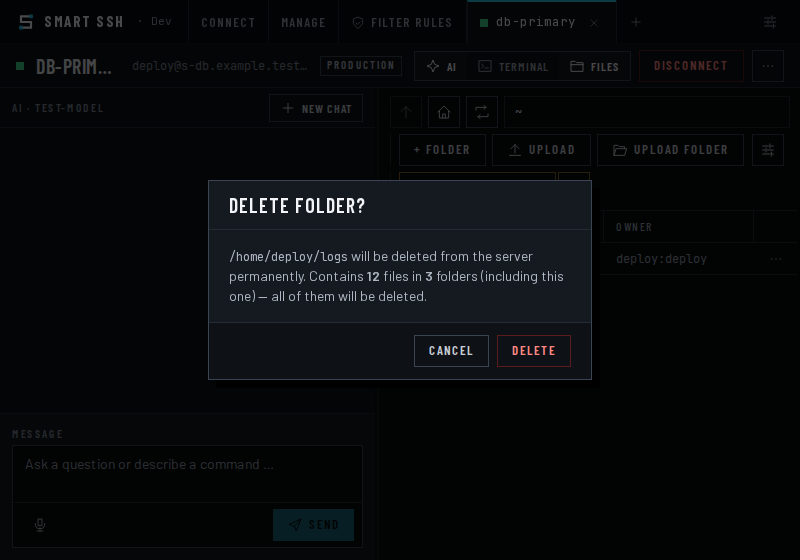 SMART SSH · Dev CONNECT MANAGE FILTER RULES db-primary × +
DB-PRIM... deploy@s-db.example.test… PRODUCTION AI TERMINAL FILES DISCONNECT ...
AI · TEST-MODEL + NEW CHAT ~
+ FOLDER UPLOAD UPLOAD FOLDER
DELETE FOLDER?
OWNER
/home/deploy/logs will be deleted from the server
permanently. Contains 12 files in 3 folders (including this
one) — all of them will be deleted.
deploy:deploy ...
CANCEL DELETE
MESSAGE
Ask a question or describe a command ...
SEND